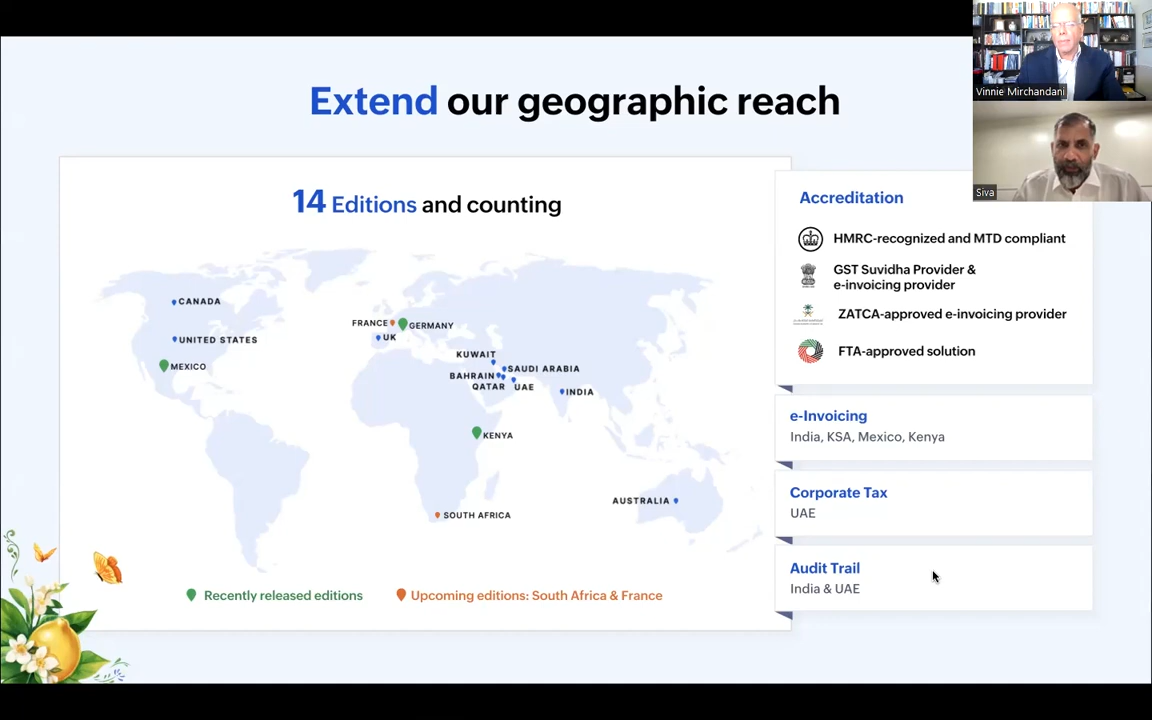 Extend our geographic reach
Vinnie Mirchandani
Siva
14 Editions and counting
CANADA
UNITED STATES
MEXICO
FRANCE
GERMANY
UK
KUWAIT
SAUDI ARABIA
BAHRAIN
QATAR
UAE
INDIA
KENYA
AUSTRALIA
SOUTH AFRICA
Recently released editions
Upcoming editions: South Africa & France
Accreditation
HMRC-recognized and MTD compliant
GST Suvidha Provider &
e-invoicing provider
ZATCA-approved e-invoicing provider
FTA-approved solution
e-Invoicing
India, KSA, Mexico, Kenya
Corporate Tax
UAE
Audit Trail
India & UAE